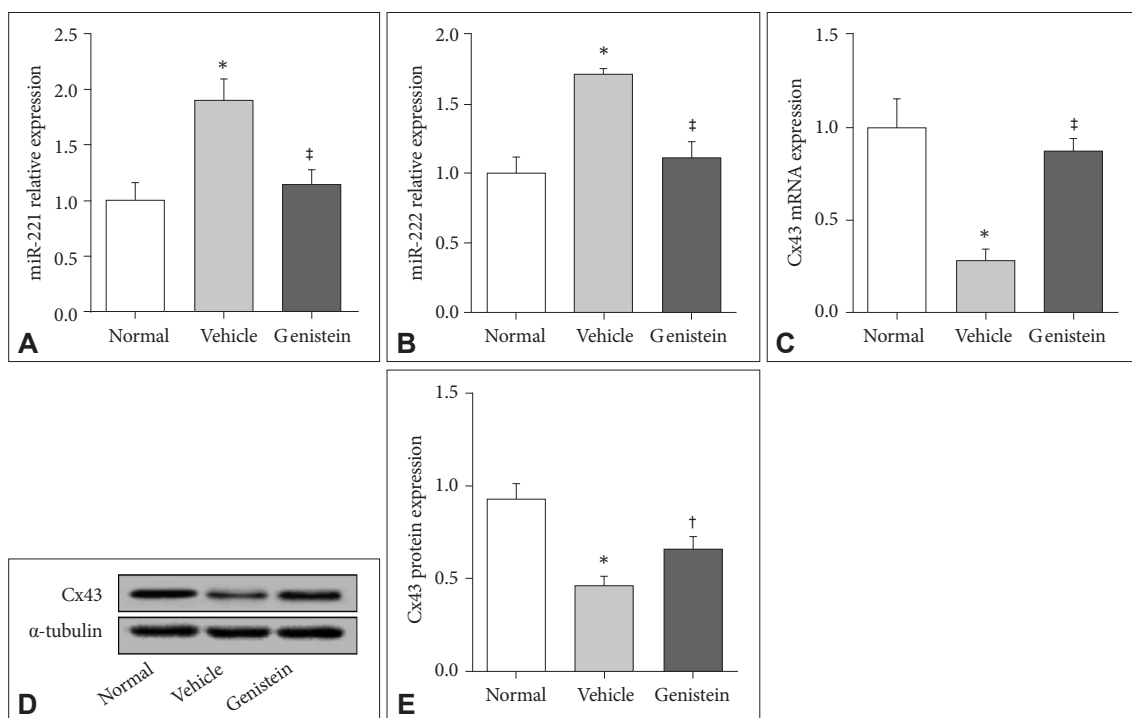 2.5
2.0
1.5
1.0
0.5
0.0
miR-221 relative expression
*
‡
Normal Vehicle Genistein
A
2.0
1.5
1.0
0.5
0.0
miR-222 relative expression
*
‡
Normal Vehicle Genistein
B
1.5
1.0
0.5
0.0
Cx43 mRNA expression
*
‡
Normal Vehicle Genistein
C
Cx43
α-tubulin
Normal Vehicle Genistein
D
1.5
1.0
0.5
0.0
Cx43 protein expression
*
†
Normal Vehicle Genistein
E